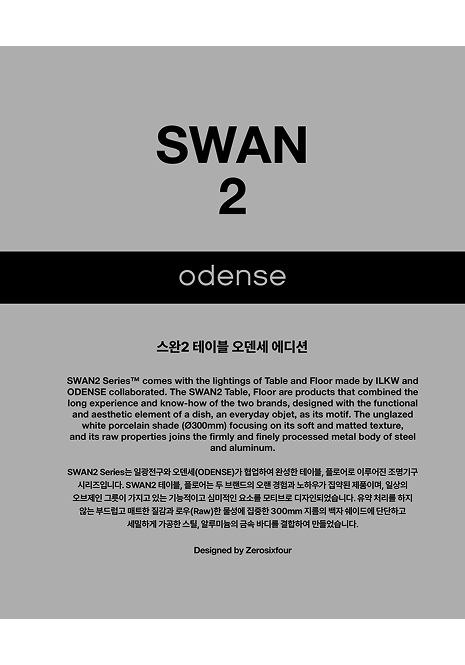 SWAN
2
odense
스완2 테이블 오덴세 에디션
SWAN2 Series™ comes with the lightings of Table and Floor made by ILKW and
ODENSE collaborated. The SWAN2 Table, Floor are products that combined the
long experience and know-how of the two brands, designed with the functional
and aesthetic element of a dish, an everyday objet, as its motif. The unglazed
white porcelain shade (Ø300mm) focusing on its soft and matted texture,
and its raw properties joins the firmly and finely processed metal body of steel
and aluminum.
SWAN2 Series는 일광전구와 오덴세(ODENSE)가 협업하여 완성한 테이블, 플로어로 이루어진 조명기구
시리즈입니다. SWAN2 테이블, 플로어는 두 브랜드의 오랜 경험과 노하우가 집약된 제품이며, 일상의
오브제인 그릇이 가지고 있는 기능적이고 심미적인 요소를 모티브로 디자인되었습니다. 유약 처리를 하지
않는 부드럽고 매트한 질감과 로우(Raw)한 물성에 집중한 300mm 지름의 백자 쉐이드에 단단하고
세밀하게 가공한 스틸, 알루미늄의 금속 바디를 결합하여 만들었습니다.
Designed by Zerosixfour